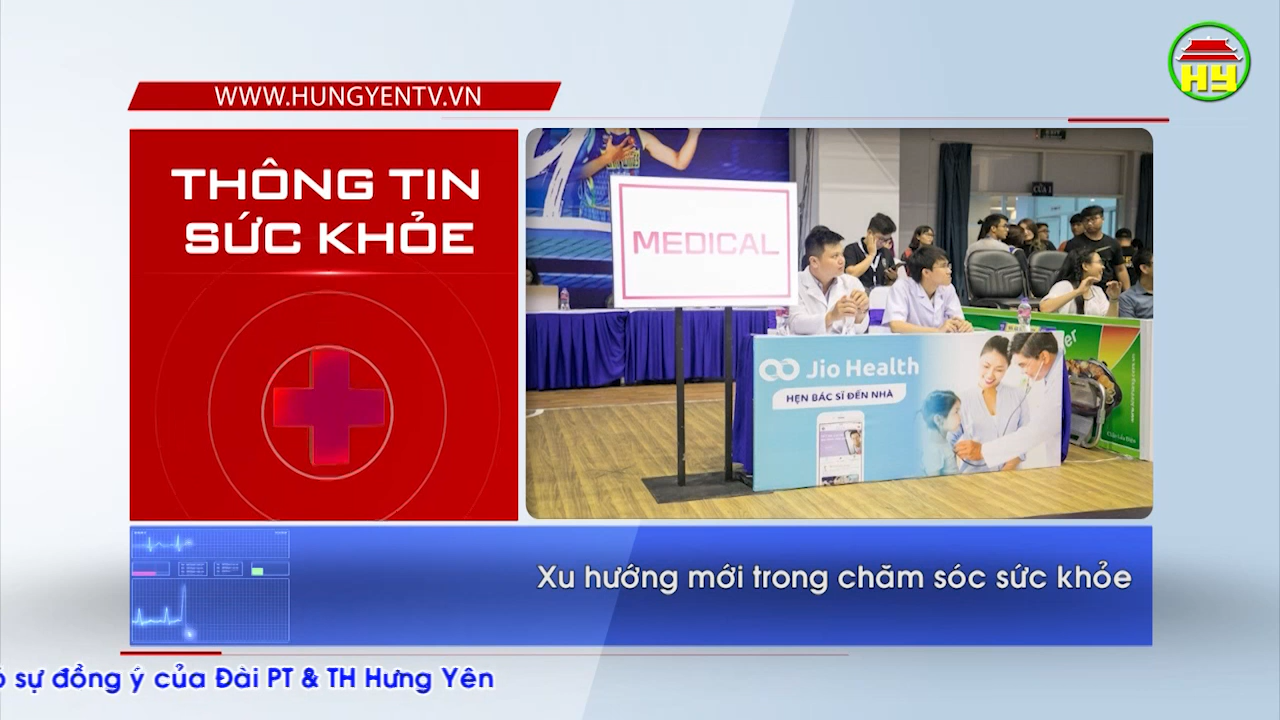 HY
WWW.HUNGYENTV.VN
THÔNG TIN
SỨC KHỎE
MEDICAL
Jio Health
HẸN BÁC SĨ ĐẾN NHÀ
Xu hướng mới trong chăm sóc sức khỏe
sự đồng ý của Đài PT & TH Hưng Yên